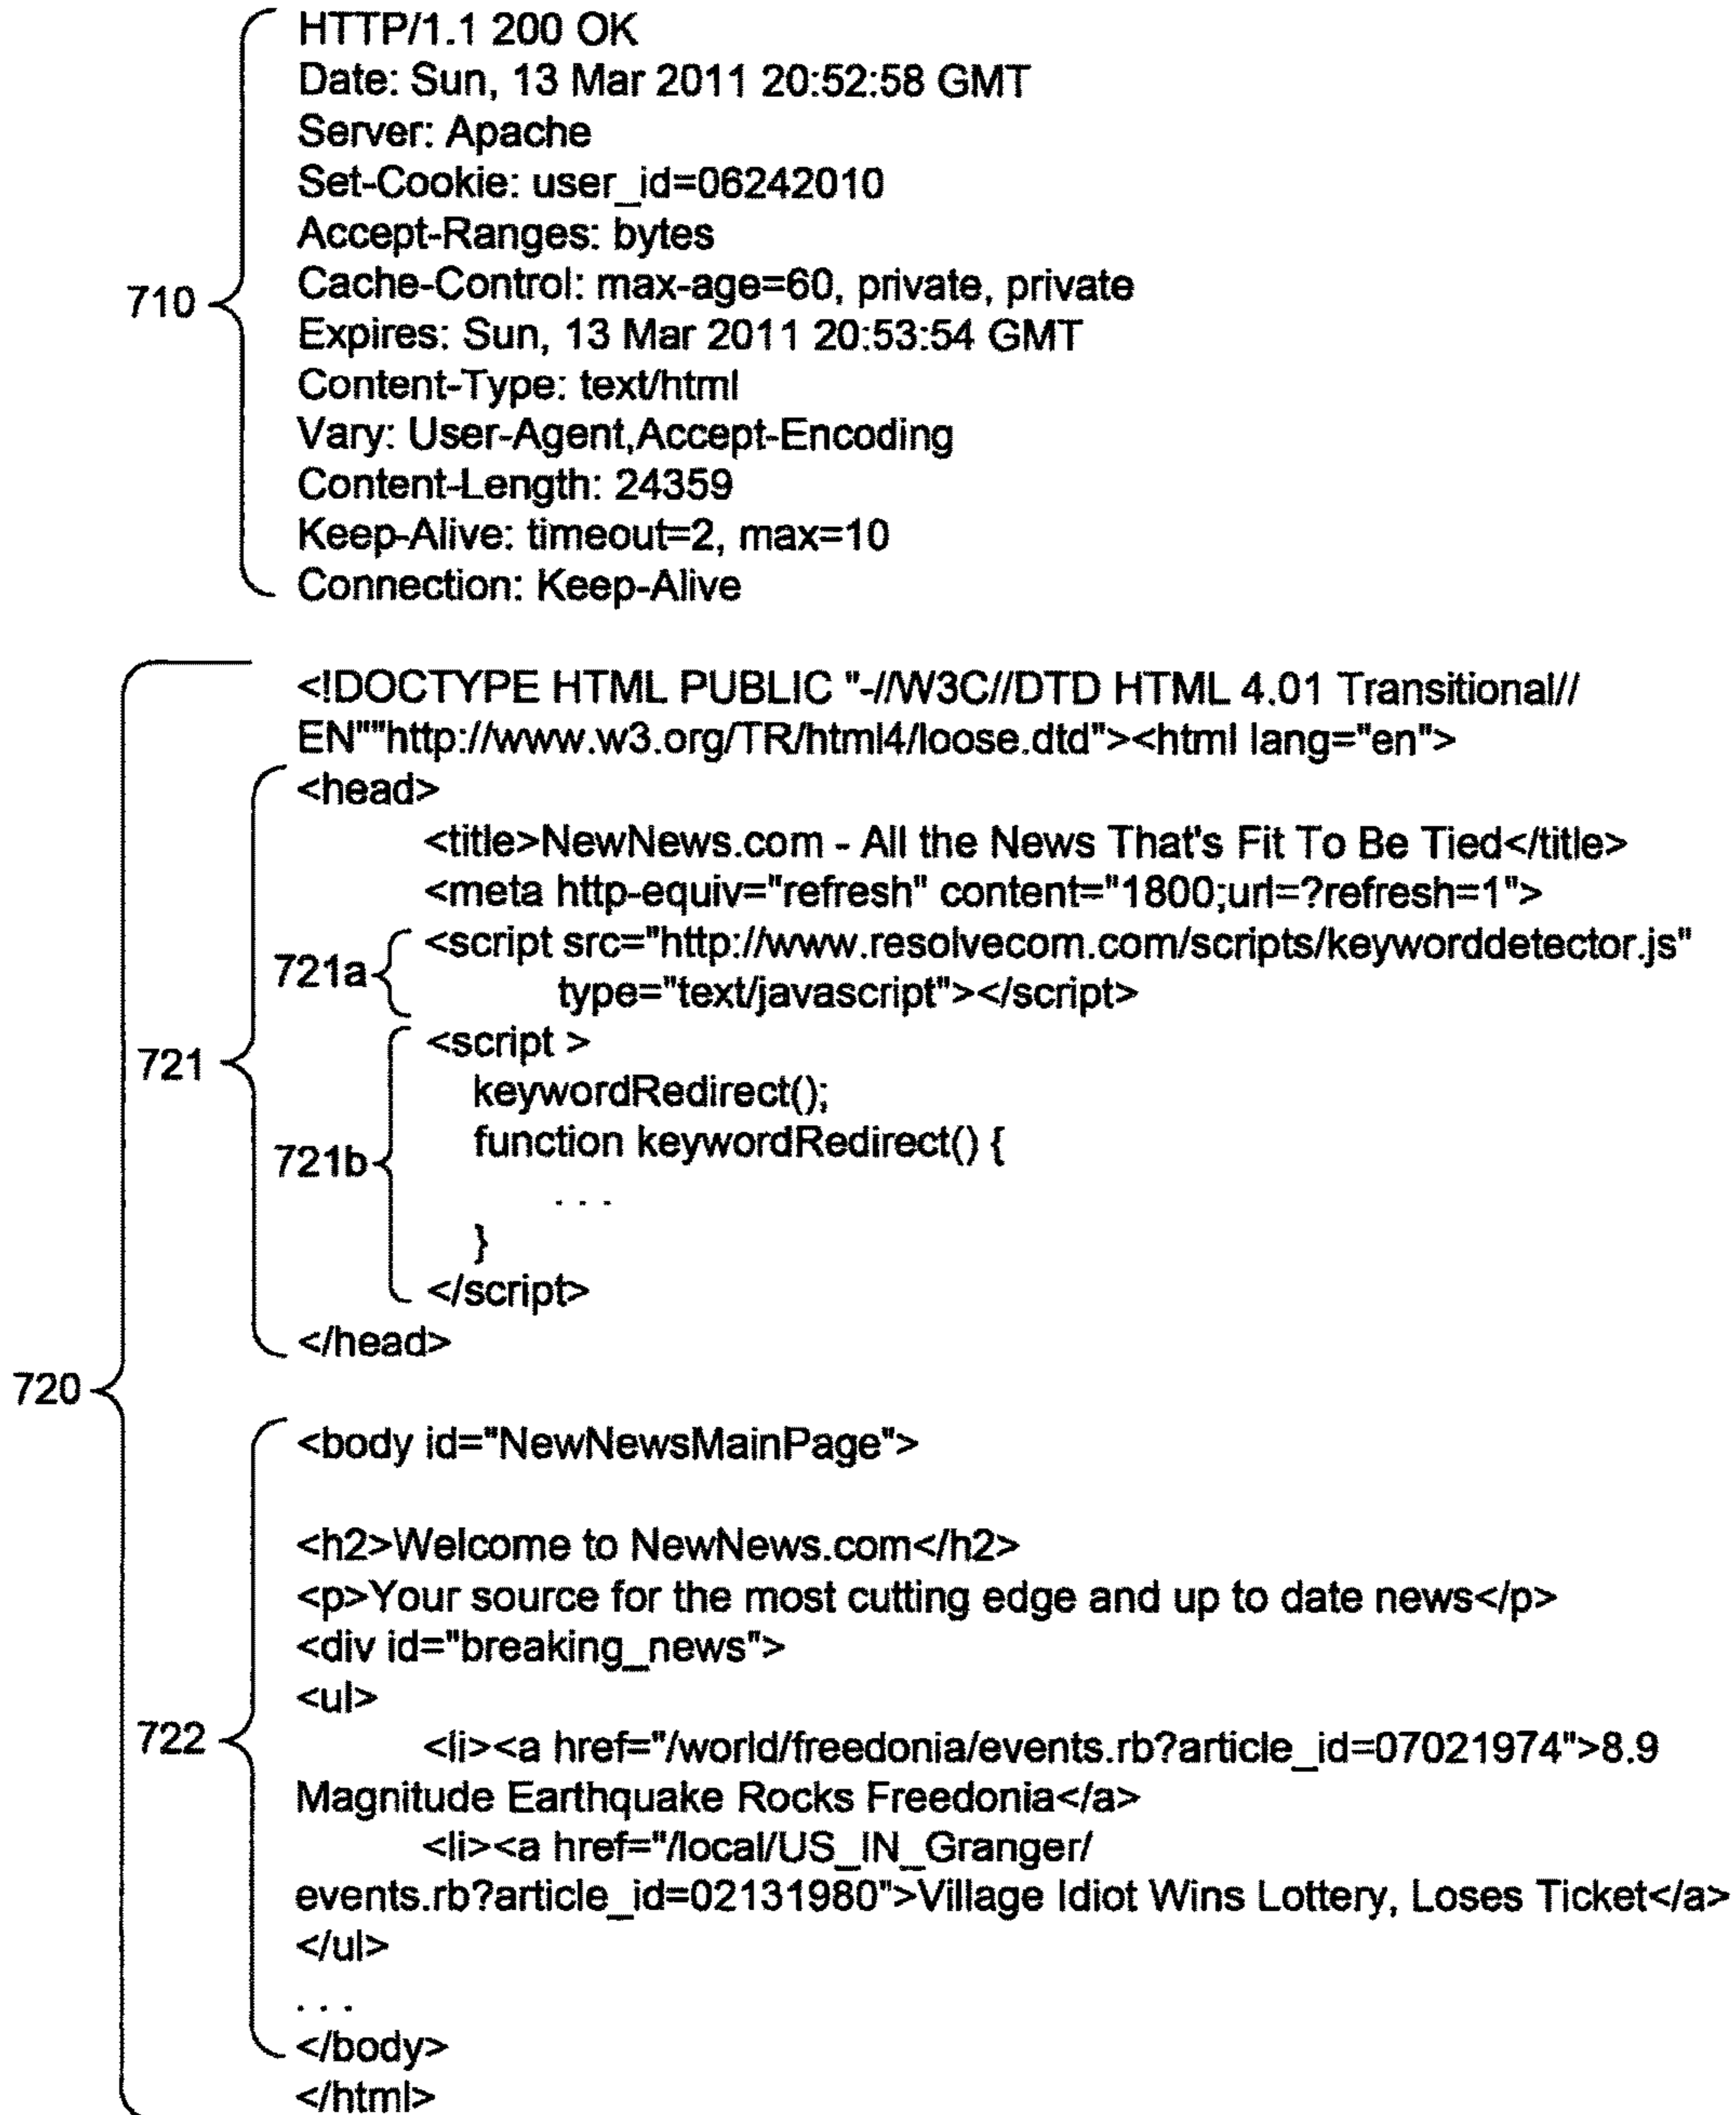 HTTP/1.1 200 OK
Date: Sun, 13 Mar 2011 20:52:58 GMT
Server: Apache
Set-Cookie: user_id=06242010
Accept-Ranges: bytes
710
Cache-Control: max-age=60, private, private
Expires: Sun, 13 Mar 2011 20:53:54 GMT
Content-Type: text/html
Vary: User-Agent,Accept-Encoding
Content-Length: 24359
Keep-Alive: timeout=2, max=10
Connection: Keep-Alive
<!DOCTYPE HTML PUBLIC "-//W3C//DTD HTML 4.01 Transitional//
EN""http://www.w3.org/TR/html4/loose.dtd"><html lang="en">
<head>
<title>NewNews.com - All the News That's Fit To Be Tied</title>
<meta http-equiv="refresh" content="1800;url=?refresh=1">
721a
<script src="http://www.resolvecom.com/scripts/keyworddetector.js"
type="text/javascript"></script>
721
<script >
keywordRedirect();
721b
function keywordRedirect() {
. . .
}
</script>
</head>
720
<body id="NewNewsMainPage">
<h2>Welcome to NewNews.com</h2>
<p>Your source for the most cutting edge and up to date news</p>
<div id="breaking_news">
<ul>
722
<li><a href="/world/freedonia/events.rb?article_id=07021974">8.9
Magnitude Earthquake Rocks Freedonia</a>
<li><a href="/local/US_IN_Granger/
events.rb?article_id=02131980">Village Idiot Wins Lottery, Loses Ticket</a>
</ul>
. . .
</body>
</html>